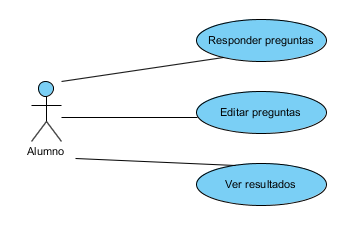 Responder preguntas
Editar preguntas
Alumno
Ver resultados